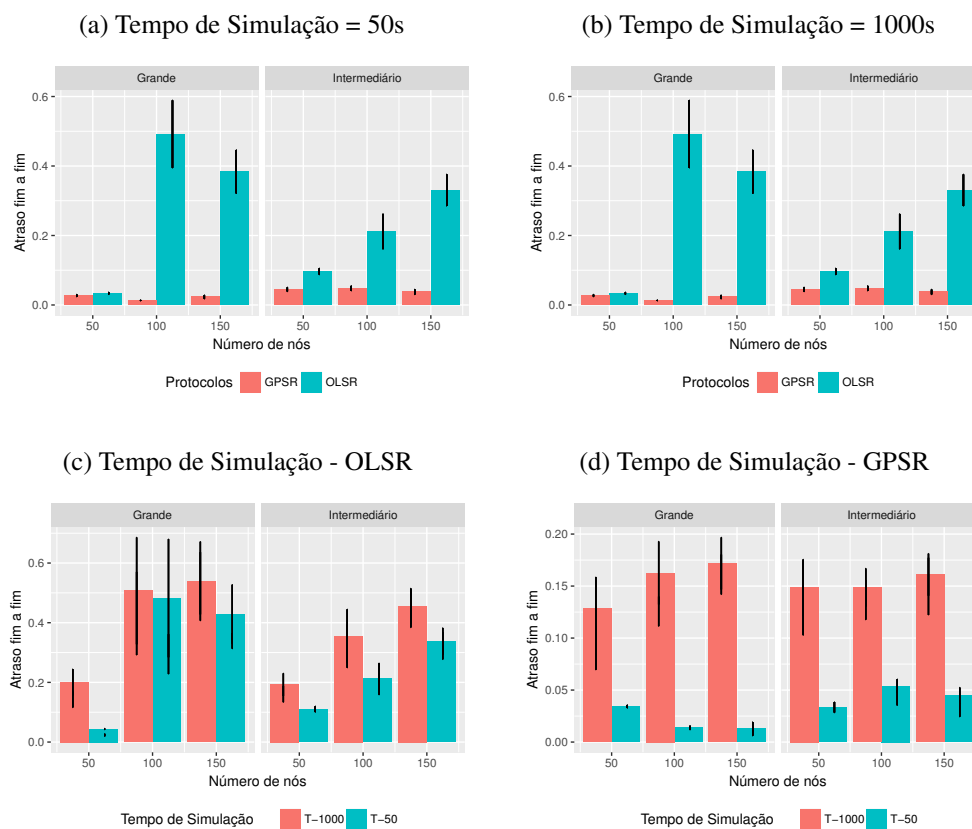 (a) Tempo de Simulação = 50s
Grande
Intermediário
0.6
0.4
0.2
0.0
Atraso fim a fim
50 100 150 50 100 150
Número de nós
Protocolos GPSR OLSR
(b) Tempo de Simulação = 1000s
Grande
Intermediário
0.6
0.4
0.2
0.0
Atraso fim a fim
50 100 150 50 100 150
Número de nós
Protocolos GPSR OLSR
(c) Tempo de Simulação - OLSR
Grande
Intermediário
0.6
0.4
0.2
0.0
Atraso fim a fim
50 100 150 50 100 150
Número de nós
Tempo de Simulação T−1000 T−50
(d) Tempo de Simulação - GPSR
Grande
Intermediário
0.20
0.15
0.10
0.05
0.00
Atraso fim a fim
50 100 150 50 100 150
Número de nós
Tempo de Simulação T−1000 T−50